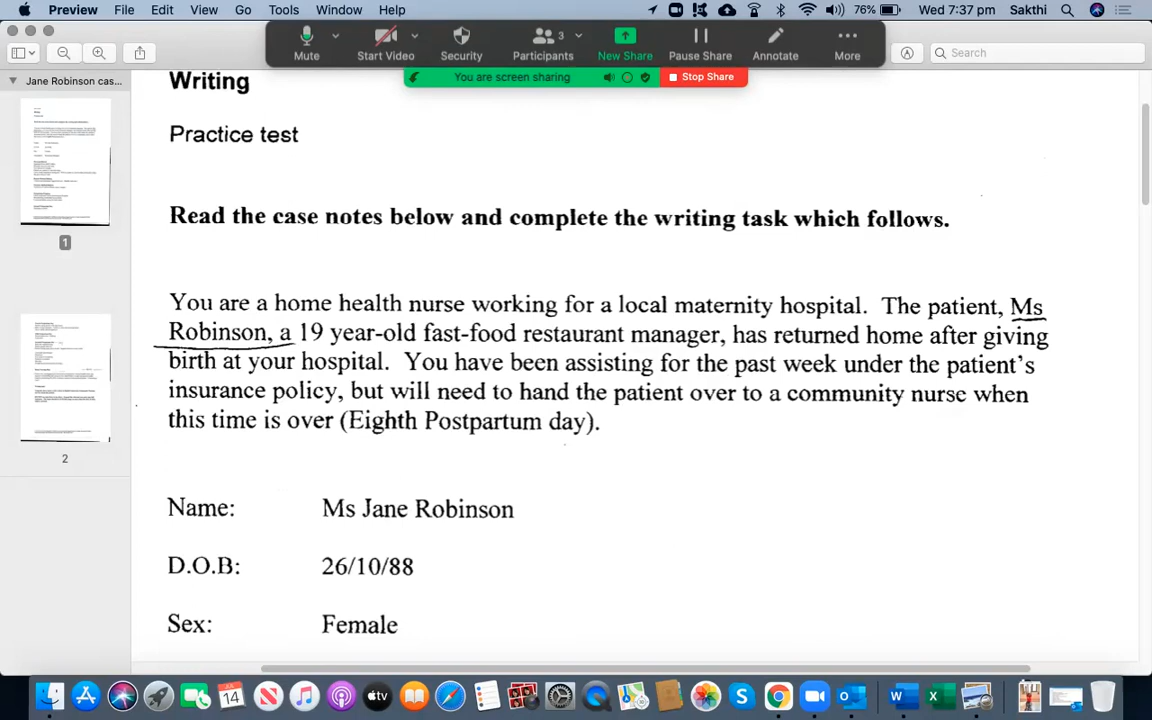 Preview File Edit View Go Tools Window Help 76% Wed 7:37 pm Sakthi
Mute Start Video Security Participants 3 New Share Pause Share Annotate More
Search
You are screen sharing Stop Share
Jane Robinson cas...
1
2
Writing
Practice test
Read the case notes below and complete the writing task which follows.
You are a home health nurse working for a local maternity hospital. The patient, Ms
Robinson, a 19 year-old fast-food restaurant manager, has returned home after giving
birth at your hospital. You have been assisting for the past week under the patient's
insurance policy, but will need to hand the patient over to a community nurse when
this time is over (Eighth Postpartum day).
Name: Ms Jane Robinson
D.O.B: 26/10/88
Sex: Female
JUL
14
tv